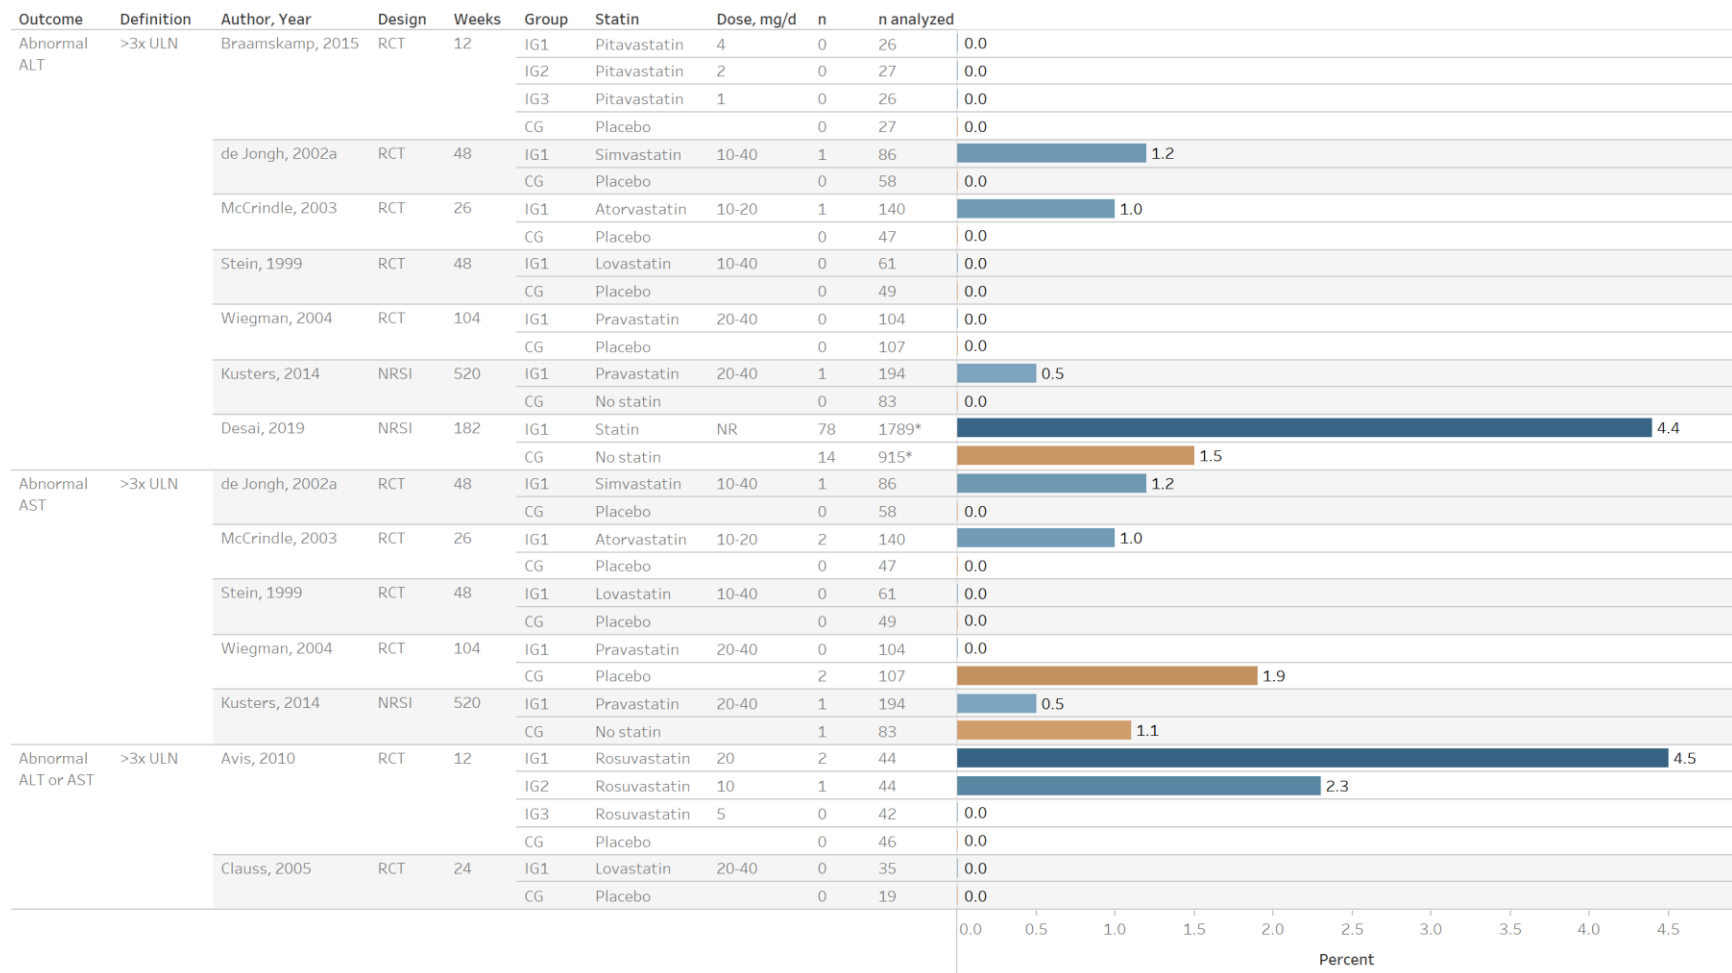 Outcome Definition Author, Year Design Weeks Group Statin Dose, mg/d n n analyzed
Abnormal ALT >3x ULN Braamskamp, 2015 RCT 12 IG1 Pitavastatin 4 0 26 0.0
IG2 Pitavastatin 2 0 27 0.0
IG3 Pitavastatin 1 0 26 0.0
CG Placebo 0 27 0.0
de Jongh, 2002a RCT 48 IG1 Simvastatin 10-40 1 86 1.2
CG Placebo 0 58 0.0
McCrindle, 2003 RCT 26 IG1 Atorvastatin 10-20 1 140 1.0
CG Placebo 0 47 0.0
Stein, 1999 RCT 48 IG1 Lovastatin 10-40 0 61 0.0
CG Placebo 0 49 0.0
Wiegman, 2004 RCT 104 IG1 Pravastatin 20-40 0 104 0.0
CG Placebo 0 107 0.0
Kusters, 2014 NRSI 520 IG1 Pravastatin 20-40 1 194 0.5
CG No statin 0 83 0.0
Desai, 2019 NRSI 182 IG1 Statin NR 78 1789* 4.4
CG No statin 14 915* 1.5
Abnormal AST >3x ULN de Jongh, 2002a RCT 48 IG1 Simvastatin 10-40 1 86 1.2
CG Placebo 0 58 0.0
McCrindle, 2003 RCT 26 IG1 Atorvastatin 10-20 2 140 1.0
CG Placebo 0 47 0.0
Stein, 1999 RCT 48 IG1 Lovastatin 10-40 0 61 0.0
CG Placebo 0 49 0.0
Wiegman, 2004 RCT 104 IG1 Pravastatin 20-40 0 104 0.0
CG Placebo 2 107 1.9
Kusters, 2014 NRSI 520 IG1 Pravastatin 20-40 1 194 0.5
CG No statin 1 83 1.1
Abnormal ALT or AST >3x ULN Avis, 2010 RCT 12 IG1 Rosuvastatin 20 2 44 4.5
IG2 Rosuvastatin 10 1 44 2.3
IG3 Rosuvastatin 5 0 42 0.0
CG Placebo 0 46 0.0
Clauss, 2005 RCT 24 IG1 Lovastatin 20-40 0 35 0.0
CG Placebo 0 19 0.0
0.0 0.5 1.0 1.5 2.0 2.5 3.0 3.5 4.0 4.5
Percent